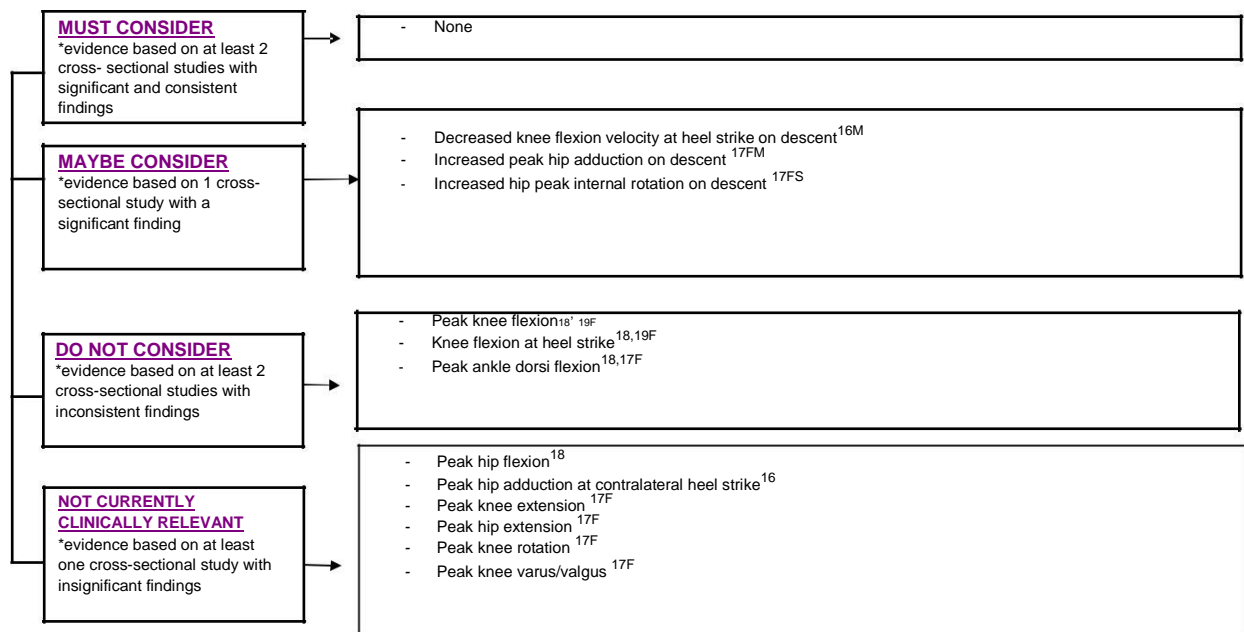 MUST CONSIDER
*evidence based on at least 2
cross- sectional studies with
significant and consistent
findings
- None
MAYBE CONSIDER
*evidence based on 1 cross-
sectional study with a
significant finding
- Decreased knee flexion velocity at heel strike on descent16M
- Increased peak hip adduction on descent 17FM
- Increased hip peak internal rotation on descent 17FS
DO NOT CONSIDER
*evidence based on at least 2
cross-sectional studies with
inconsistent findings
- Peak knee flexion18' 19F
- Knee flexion at heel strike18,19F
- Peak ankle dorsi flexion18,17F
NOT CURRENTLY
CLINICALLY RELEVANT
*evidence based on at least
one cross-sectional study with
insignificant findings
- Peak hip flexion18
- Peak hip adduction at contralateral heel strike16
- Peak knee extension 17F
- Peak hip extension 17F
- Peak knee rotation 17F
- Peak knee varus/valgus 17F